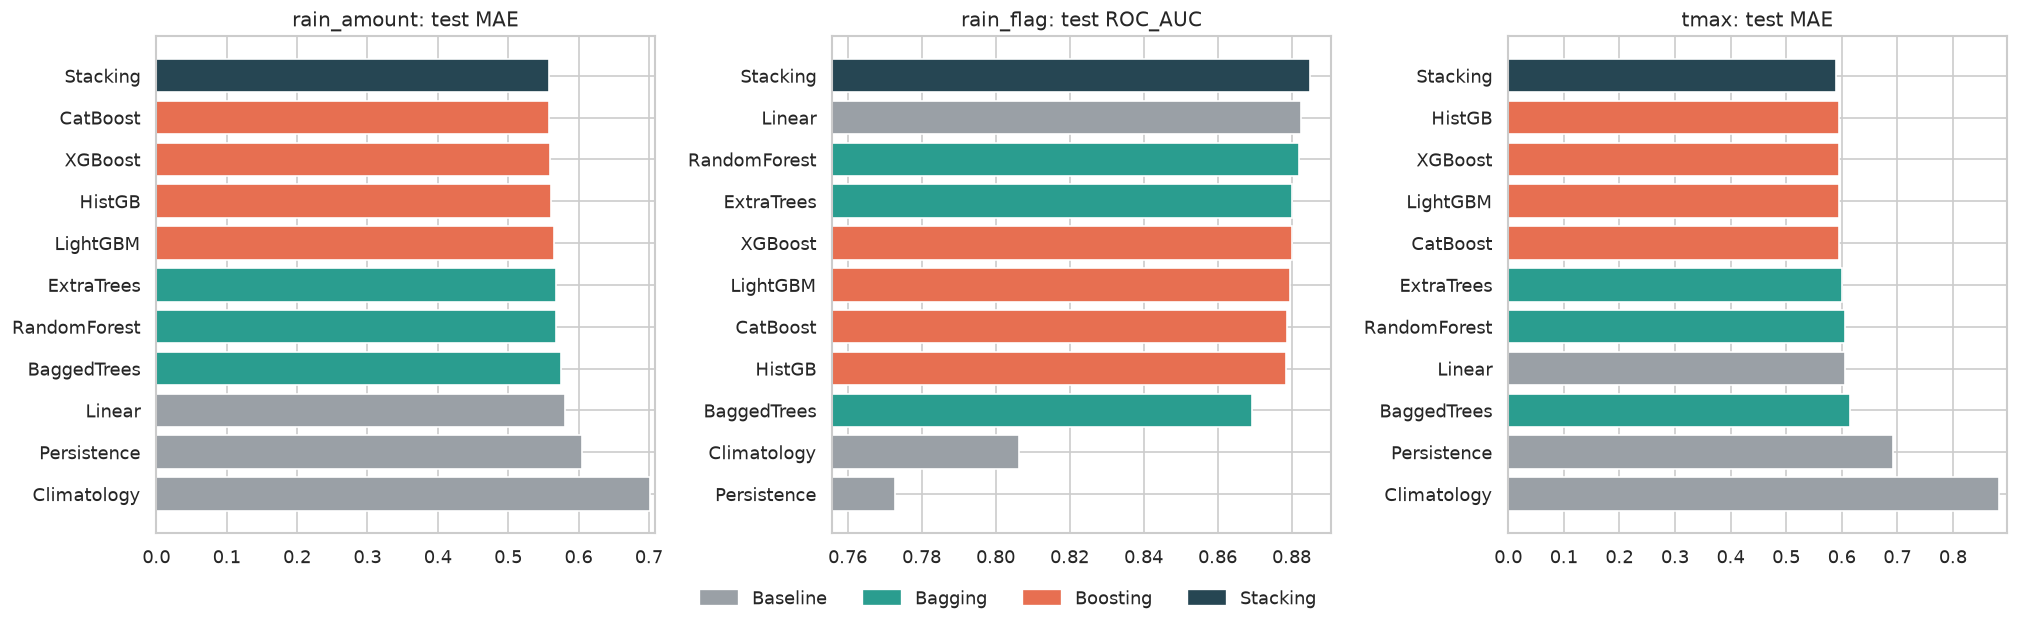 rain_amount: test MAE
Stacking
CatBoost
XGBoost
HistGB
LightGBM
ExtraTrees
RandomForest
BaggedTrees
Linear
Persistence
Climatology
0.0 0.1 0.2 0.3 0.4 0.5 0.6 0.7
rain_flag: test ROC_AUC
Stacking
Linear
RandomForest
ExtraTrees
XGBoost
LightGBM
CatBoost
HistGB
BaggedTrees
Climatology
Persistence
0.76 0.78 0.80 0.82 0.84 0.86 0.88
tmax: test MAE
Stacking
HistGB
XGBoost
LightGBM
CatBoost
ExtraTrees
RandomForest
Linear
BaggedTrees
Persistence
Climatology
0.0 0.1 0.2 0.3 0.4 0.5 0.6 0.7 0.8
Baseline Bagging Boosting Stacking